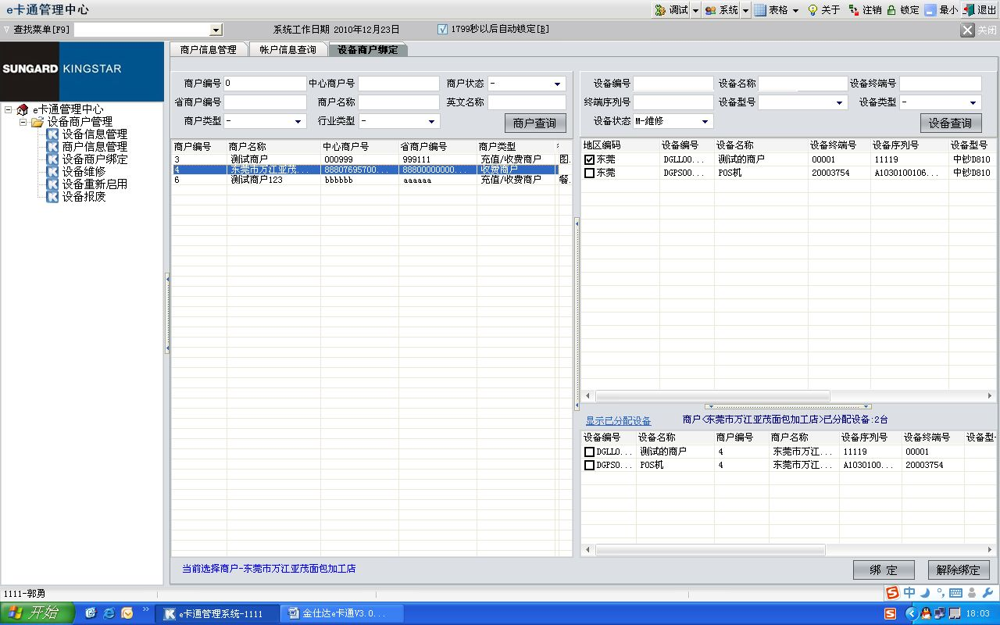 e卡通管理中心 调试 系统 表格 关于 注销 锁定 最小 退出
查找菜单[F9] 系统工作日期 2010年12月23日 1799秒以后自动锁定[B] 关闭
SUNGARD KINGSTAR
e卡通管理中心
设备商户管理
设备信息管理
商户信息管理
设备商户绑定
设备维修
设备重新启用
设备报废
商户信息管理 帐户信息查询 设备商户绑定
商户编号 0 中心商户号 商户状态 -
省商户编号 商户名称 英文名称
商户类型 - 行业类型 - 商户查询
商户编号 商户名称 中心商户号 省商户编号 商户类型
3 测试商户 000999 999111 充值/收费商户 图.
4 东莞市万江亚茂... 88807695700... 88800000000... 收费商户
6 测试商户123 bbbbbb aaaaaa 充值/收费商户 餐.
当前选择商户-东莞市万江亚茂面包加工店
设备编号 设备名称 设备终端号
终端序列号 设备型号 设备类型 -
设备状态 M-维修 设备查询
地区编码 设备编号 设备名称 设备终端号 设备序列号 设备型号
东莞 DGLL00... 测试的商户 00001 11119 中钞D810
东莞 DGPS00... POS机 20003754 A1030100106... 中钞D810
显示已分配设备 商户<东莞市万江亚茂面包加工店>已分配设备:2台
设备编号 设备名称 商户编号 商户名称 设备序列号 设备终端号 设备型
DGLL0... 测试的商户 4 东莞市万江... 11119 00001
DGPS0... POS机 4 东莞市万江... A1030100... 20003754
绑 定 解除绑定
1111-郭勇 中
开始 e卡通管理系统-1111 金仕达e卡通V3.0... 18:03